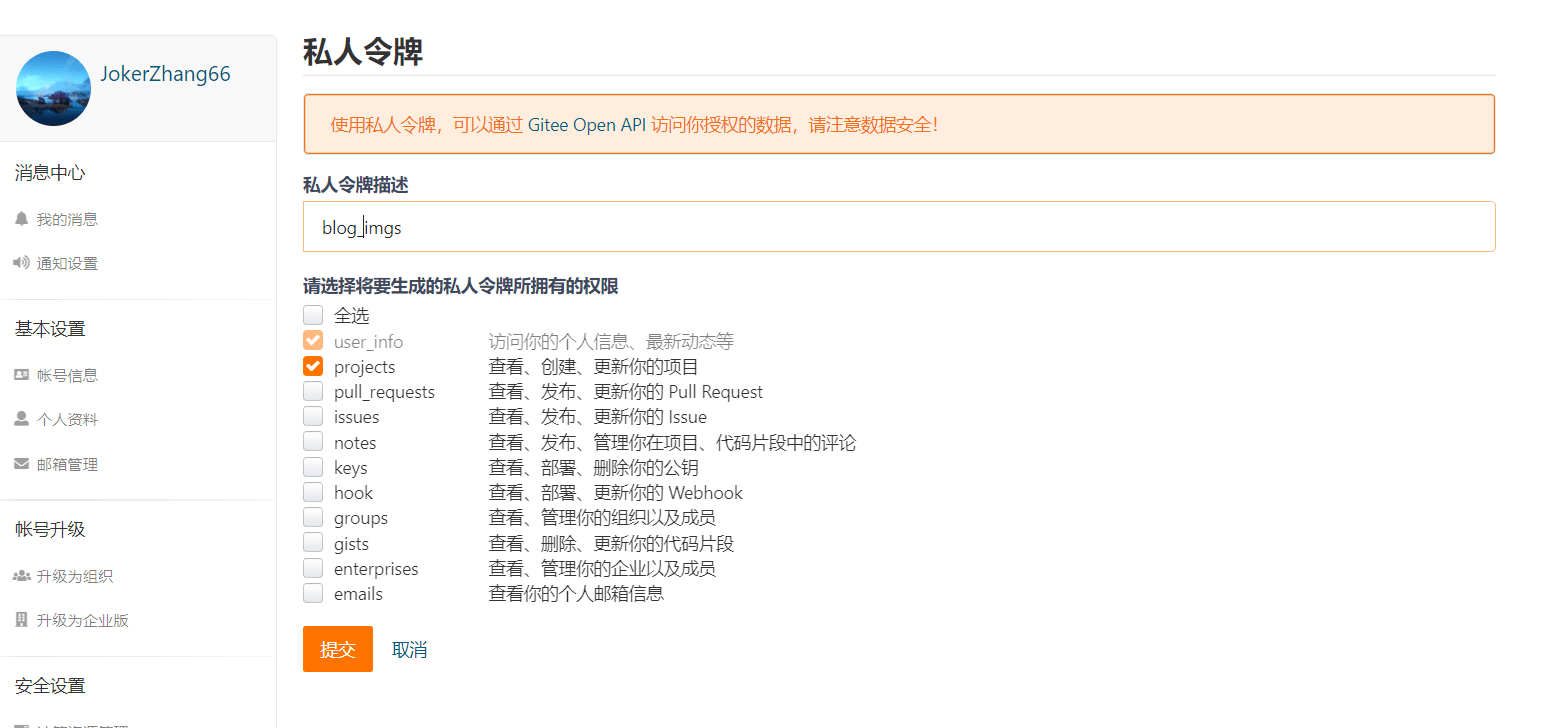 JokerZhang66
消息中心
我的消息
通知设置
基本设置
帐号信息
个人资料
邮箱管理
帐号升级
升级为组织
升级为企业版
安全设置
私人令牌
使用私人令牌，可以通过 Gitee Open API 访问你授权的数据，请注意数据安全！
私人令牌描述
blog_imgs
请选择将要生成的私人令牌所拥有的权限
全选
user_info 访问你的个人信息、最新动态等
projects 查看、创建、更新你的项目
pull_requests 查看、发布、更新你的 Pull Request
issues 查看、发布、更新你的 Issue
notes 查看、发布、管理你在项目、代码片段中的评论
keys 查看、部署、删除你的公钥
hook 查看、部署、更新你的 Webhook
groups 查看、管理你的组织以及成员
gists 查看、删除、更新你的代码片段
enterprises 查看、管理你的企业以及成员
emails 查看你的个人邮箱信息
提交 取消